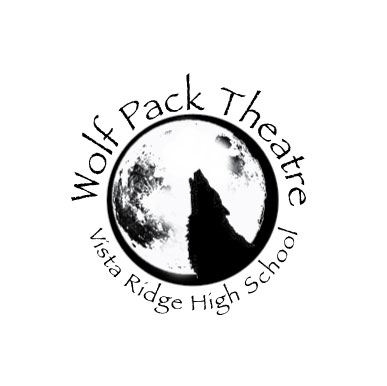 Wolf Pack Theatre
Vista Ridge High School